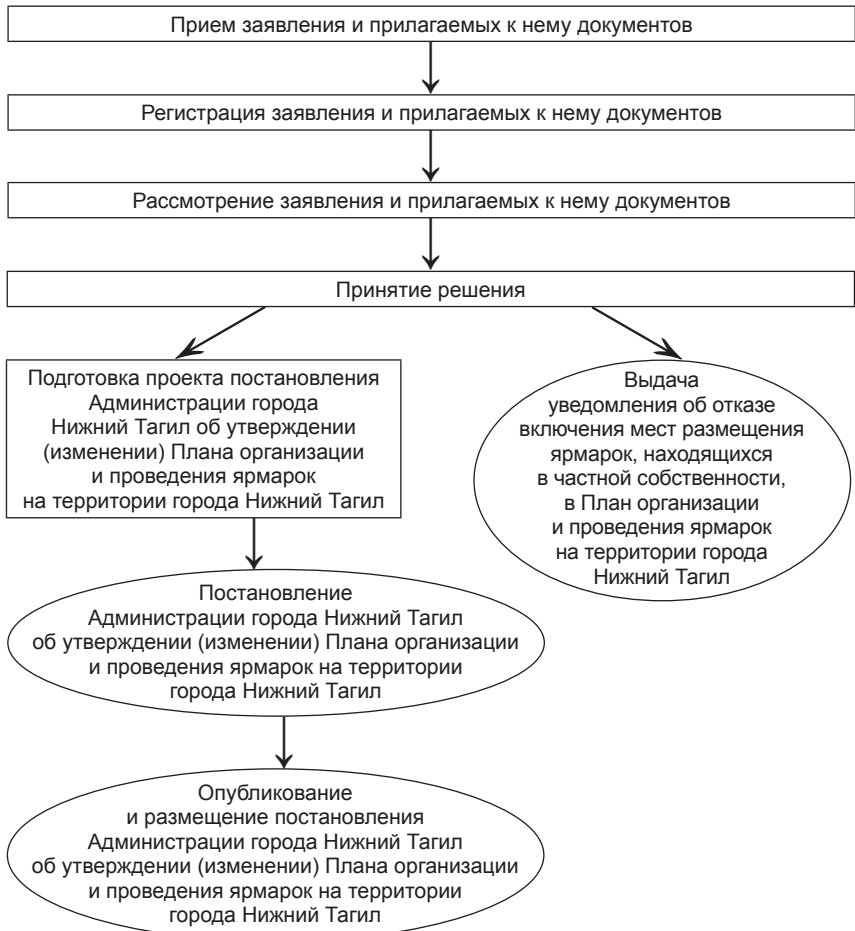 Прием заявления и прилагаемых к нему документов
Регистрация заявления и прилагаемых к нему документов
Рассмотрение заявления и прилагаемых к нему документов
Принятие решения
Подготовка проекта постановления
Администрации города
Нижний Тагил об утверждении
(изменении) Плана организации
и проведения ярмарок
на территории города Нижний Тагил
Выдача
уведомления об отказе
включения мест размещения
ярмарок, находящихся
в частной собственности,
в План организации
и проведения ярмарок
на территории города
Нижний Тагил
Постановление
Администрации города Нижний Тагил
об утверждении (изменении) Плана организации
и проведения ярмарок на территории
города Нижний Тагил
Опубликование
и размещение постановления
Администрации города Нижний Тагил
об утверждении (изменении) Плана организации
и проведения ярмарок на территории
города Нижний Тагил